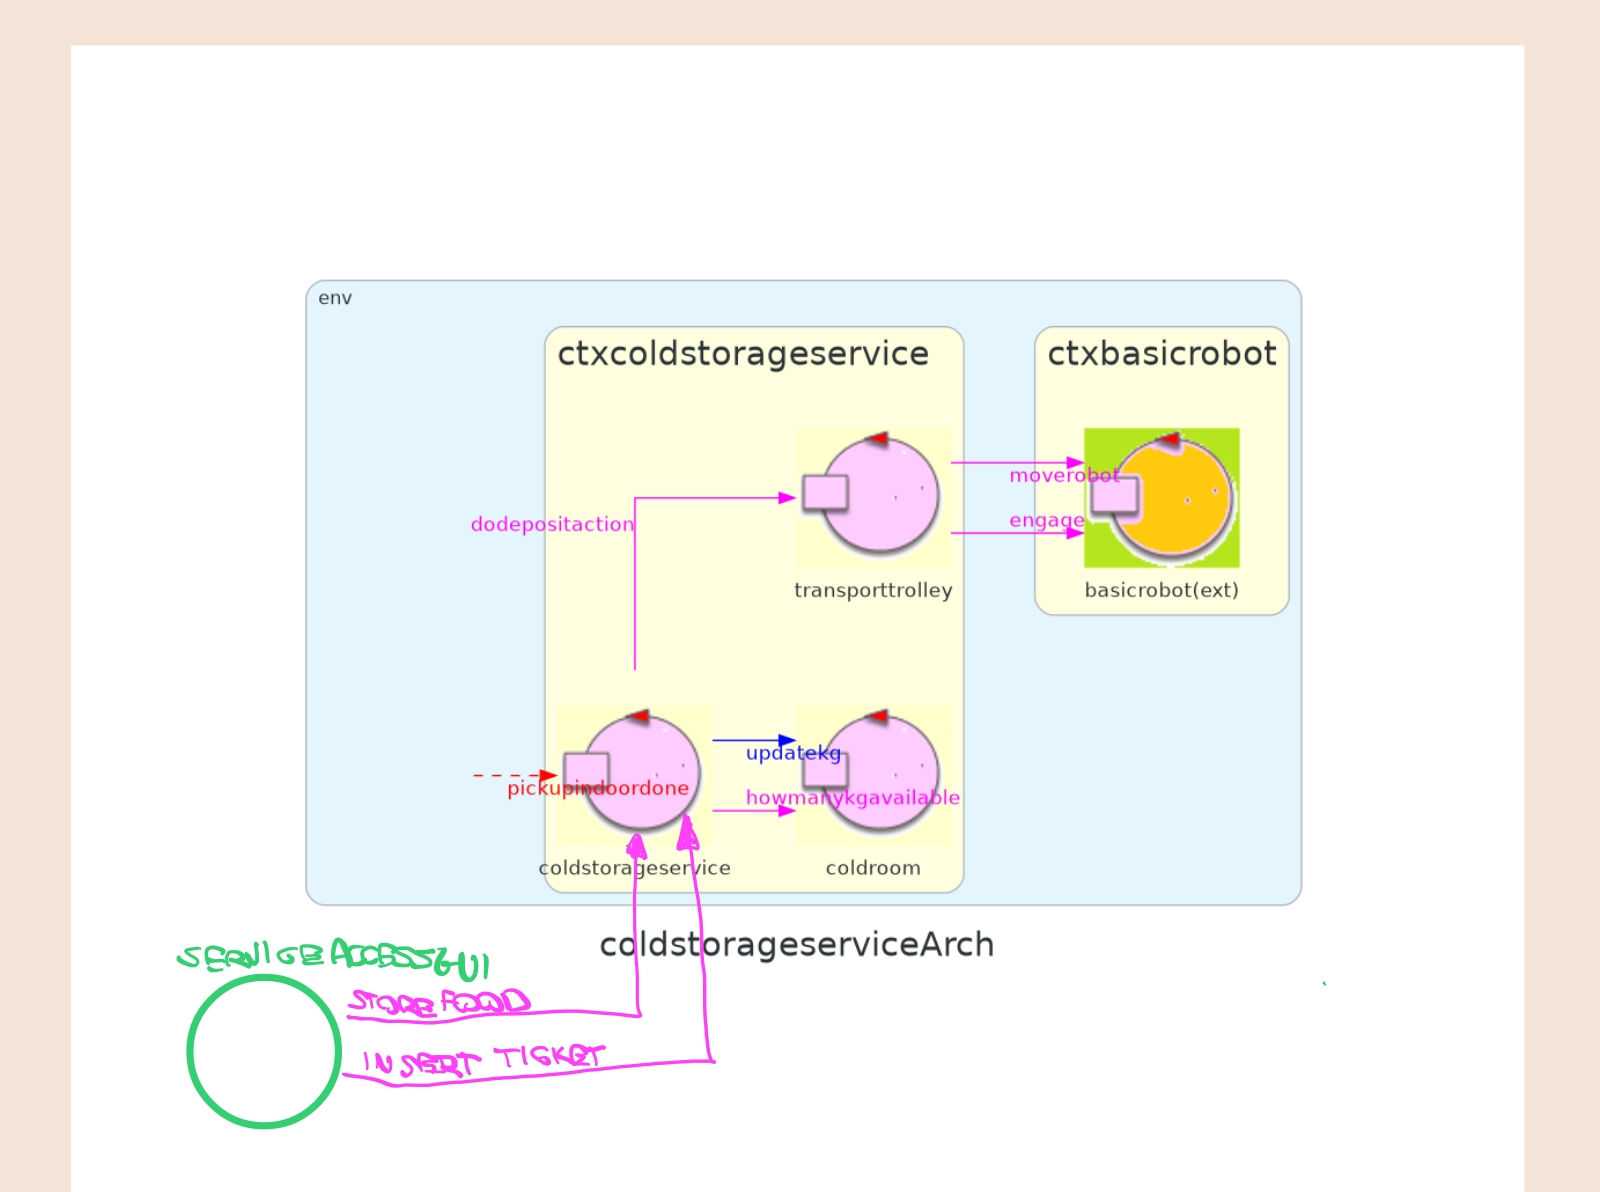 env
ctxcoldstorageservice
ctxbasicrobot
moverobot
dodepositaction
engage
transporttrolley
basicrobot(ext)
updatekg
pickupindoordone
howmanykgavailable
coldstorageservice
coldroom
coldstorageserviceArch
SERVICEACCESSGUI
STORE FOOD
INSERT TICKET